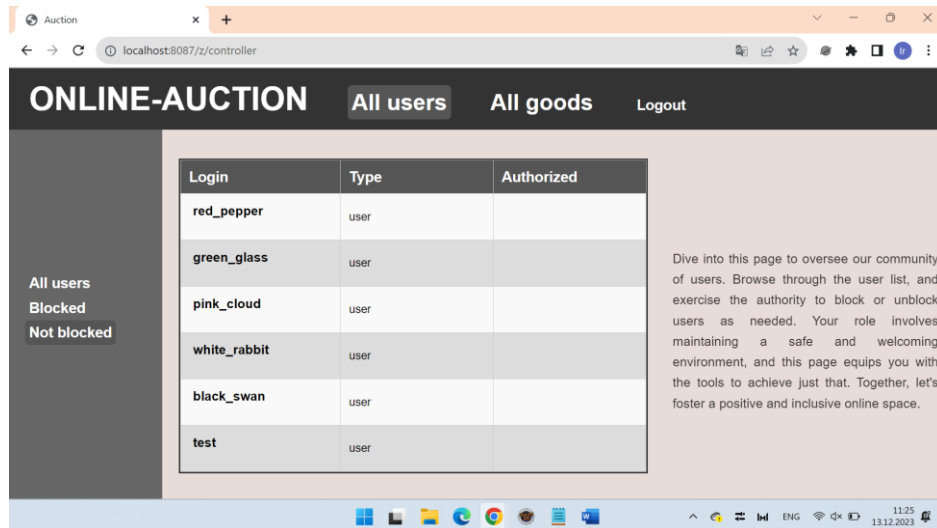 Auction
localhost:8087/z/controller
Ir
ONLINE-AUCTION All users All goods Logout
All users
Blocked
Not blocked
Login Type Authorized
red_pepper user
green_glass user
pink_cloud user
white_rabbit user
black_swan user
test user
Dive into this page to oversee our community
of users. Browse through the user list, and
exercise the authority to block or unblock
users as needed. Your role involves
maintaining a safe and welcoming
environment, and this page equips you with
the tools to achieve just that. Together, let's
foster a positive and inclusive online space.
W
ENG
11:25
13.12.2023